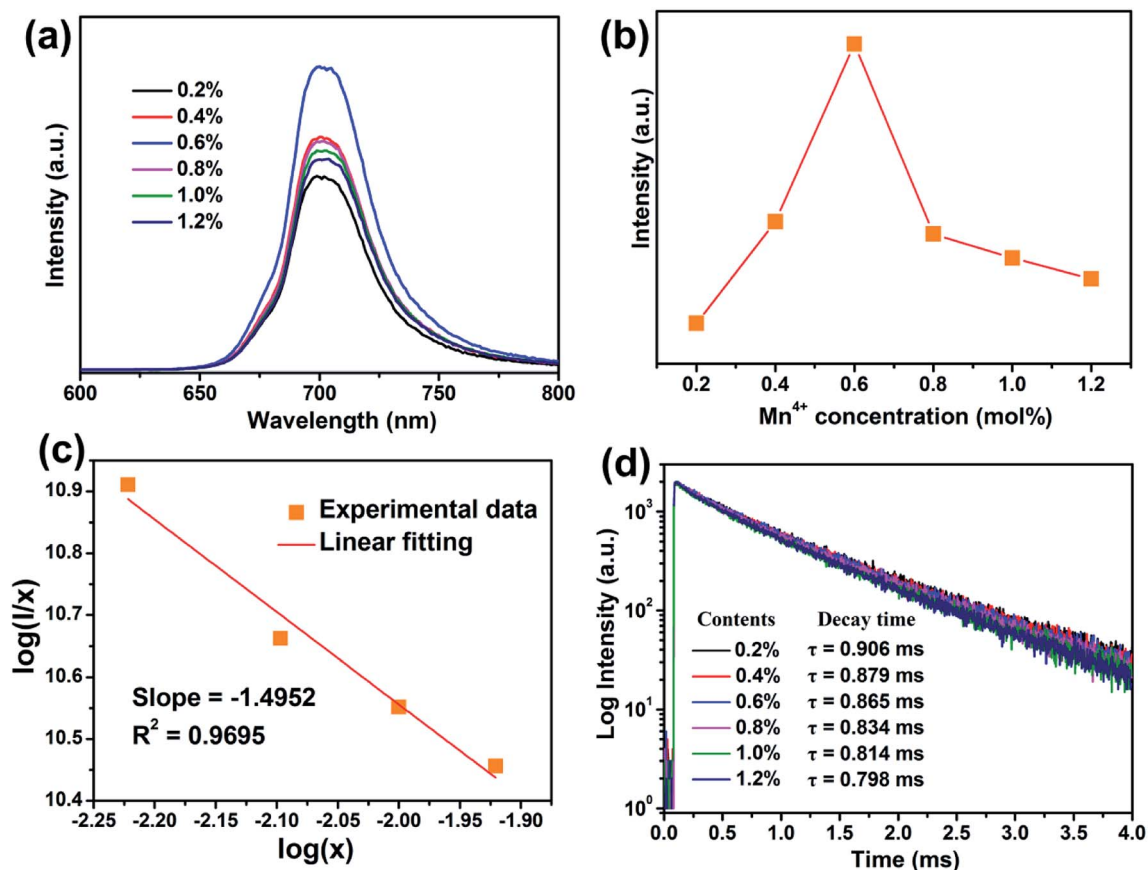 (a)
Intensity (a.u.)
0.2%
0.4%
0.6%
0.8%
1.0%
1.2%
600 650 700 750 800
Wavelength (nm)
(b)
Intensity (a.u.)
0.2 0.4 0.6 0.8 1.0 1.2
Mn⁴⁺ concentration (mol%)
(c)
log(I/x)
10.9
10.8
10.7
10.6
10.5
10.4
Experimental data
Linear fitting
Slope = -1.4952
R² = 0.9695
-2.25 -2.20 -2.15 -2.10 -2.05 -2.00 -1.95 -1.90
log(x)
(d)
Log Intensity (a.u.)
10³
10²
10¹
10⁰
Contents Decay time
0.2% τ = 0.906 ms
0.4% τ = 0.879 ms
0.6% τ = 0.865 ms
0.8% τ = 0.834 ms
1.0% τ = 0.814 ms
1.2% τ = 0.798 ms
0.0 0.5 1.0 1.5 2.0 2.5 3.0 3.5 4.0
Time (ms)